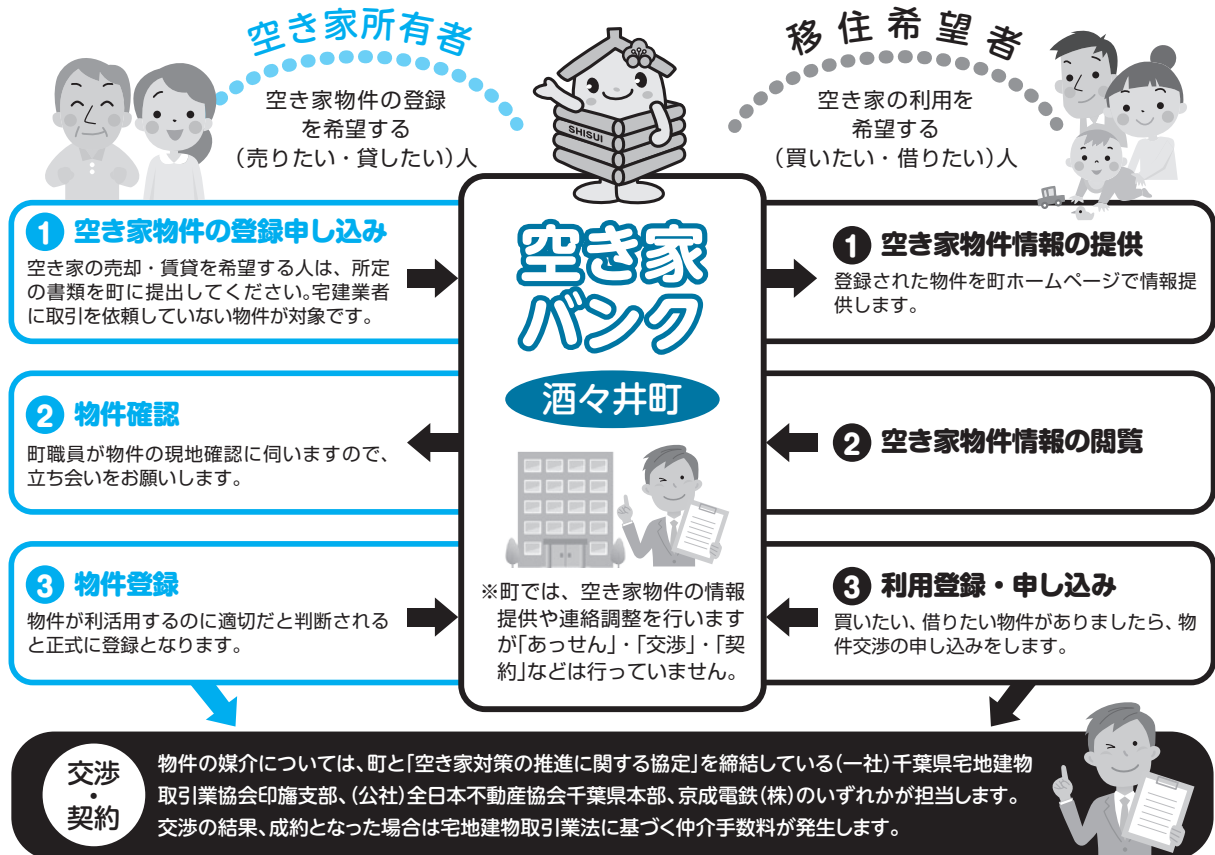 空き家所有者
空き家物件の登録
を希望する
(売りたい・貸したい)人
移住希望者
空き家の利用を
希望する
(買いたい・借りたい)人
SHISUI
空き家
バンク
酒々井町
※町では、空き家物件の情報
提供や連絡調整を行います
が「あっせん」・「交渉」・「契
約」などは行っていません。
1 空き家物件の登録申し込み
空き家の売却・賃貸を希望する人は、所定
の書類を町に提出してください。宅建業者
に取引を依頼していない物件が対象です。
2 物件確認
町職員が物件の現地確認に伺いますので、
立ち会いをお願いします。
3 物件登録
物件が利活用するのに適切だと判断される
と正式に登録となります。
1 空き家物件情報の提供
登録された物件を町ホームページで情報提
供します。
2 空き家物件情報の閲覧
3 利用登録・申し込み
買いたい、借りたい物件がありましたら、物
件交渉の申し込みをします。
交渉
・
契約
物件の媒介については、町と「空き家対策の推進に関する協定」を締結している(一社)千葉県宅地建物
取引業協会印旛支部、(公社)全日本不動産協会千葉県本部、京成電鉄(株)のいずれかが担当します。
交渉の結果、成約となった場合は宅地建物取引業法に基づく仲介手数料が発生します。